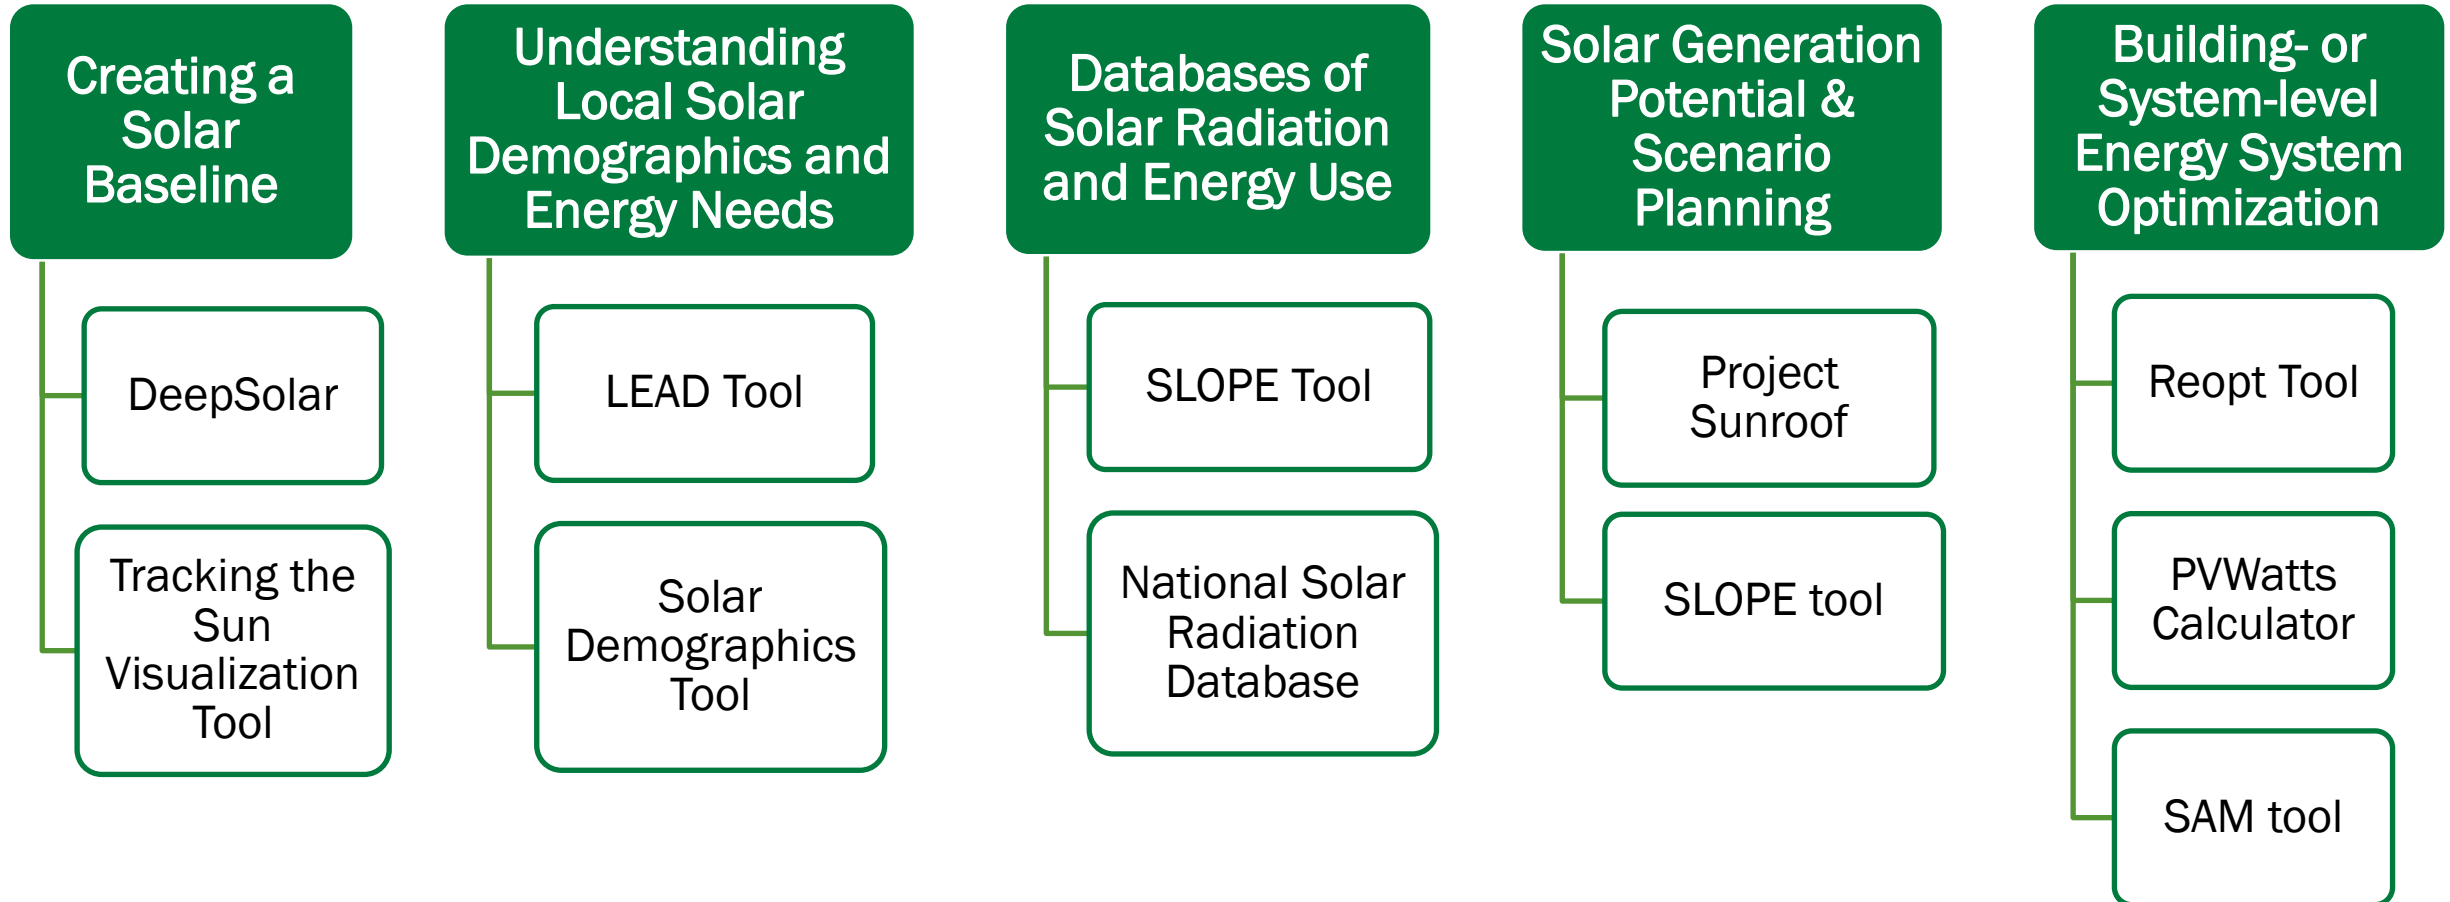 Creating a
Solar
Baseline
DeepSolar
Tracking the
Sun
Visualization
Tool
Understanding
Local Solar
Demographics and
Energy Needs
LEAD Tool
Solar
Demographics
Tool
Databases of
Solar Radiation
and Energy Use
SLOPE Tool
National Solar
Radiation
Database
Solar Generation
Potential &
Scenario
Planning
Project
Sunroof
SLOPE tool
Building- or
System-level
Energy System
Optimization
Reopt Tool
PVWatts
Calculator
SAM tool